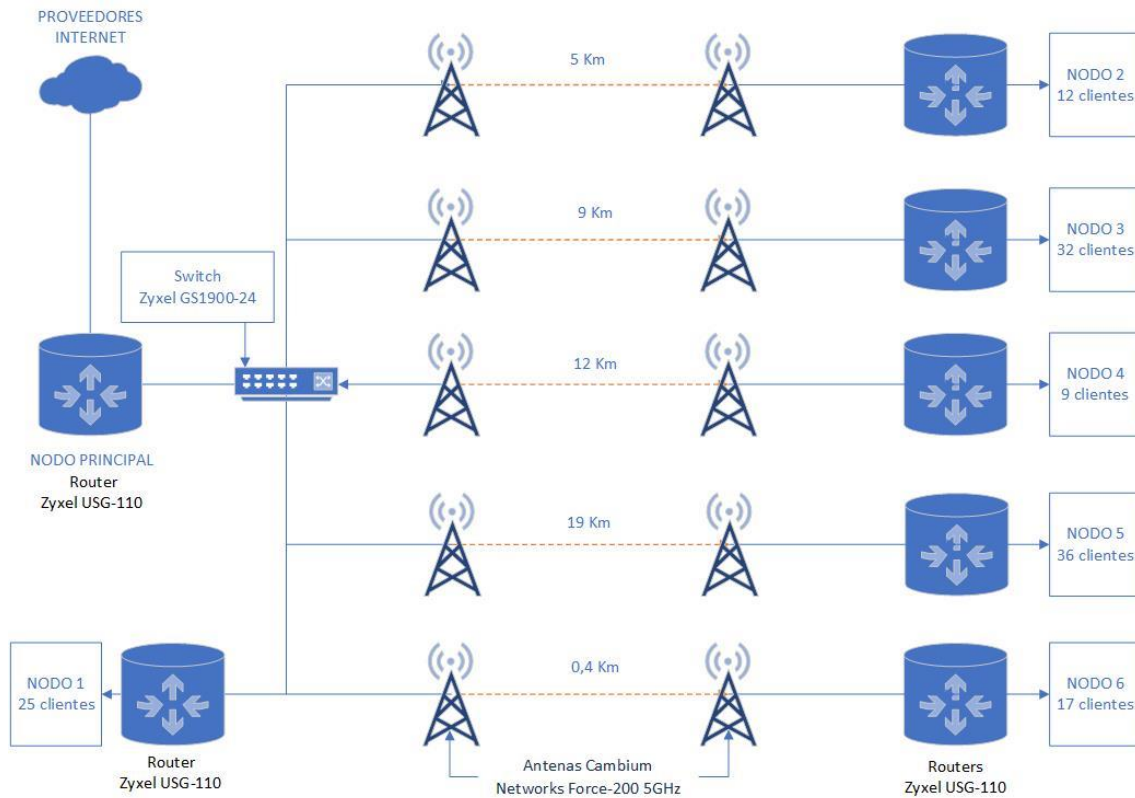 PROVEEDORES
INTERNET
5 Km
NODO 2
12 clientes
9 Km
NODO 3
32 clientes
Switch
Zyxel GS1900-24
12 Km
NODO 4
9 clientes
NODO PRINCIPAL
Router
Zyxel USG-110
19 Km
NODO 5
36 clientes
NODO 1
25 clientes
Router
Zyxel USG-110
0,4 Km
NODO 6
17 clientes
Antenas Cambium
Networks Force-200 5GHz
Routers
Zyxel USG-110